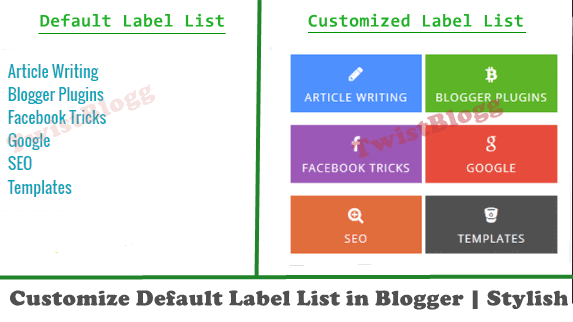 Default Label List
Article Writing
Blogger Plugins
Facebook Tricks
Google
SEO
Templates
TwistBlogg
Customized Label List
ARTICLE WRITING
BLOGGER PLUGINS
FACEBOOK TRICKS
GOOGLE
SEO
TEMPLATES
TwistBlogg
Customize Default Label List in Blogger | Stylish